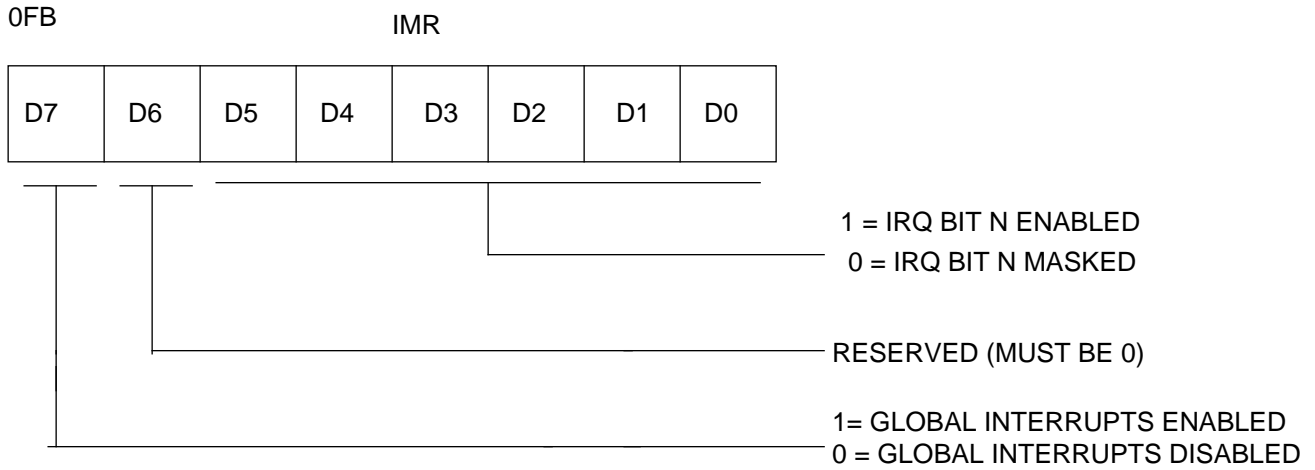 0FB
IMR
D7 D6 D5 D4 D3 D2 D1 D0
1 = IRQ BIT N ENABLED
0 = IRQ BIT N MASKED
RESERVED (MUST BE 0)
1= GLOBAL INTERRUPTS ENABLED
0 = GLOBAL INTERRUPTS DISABLED